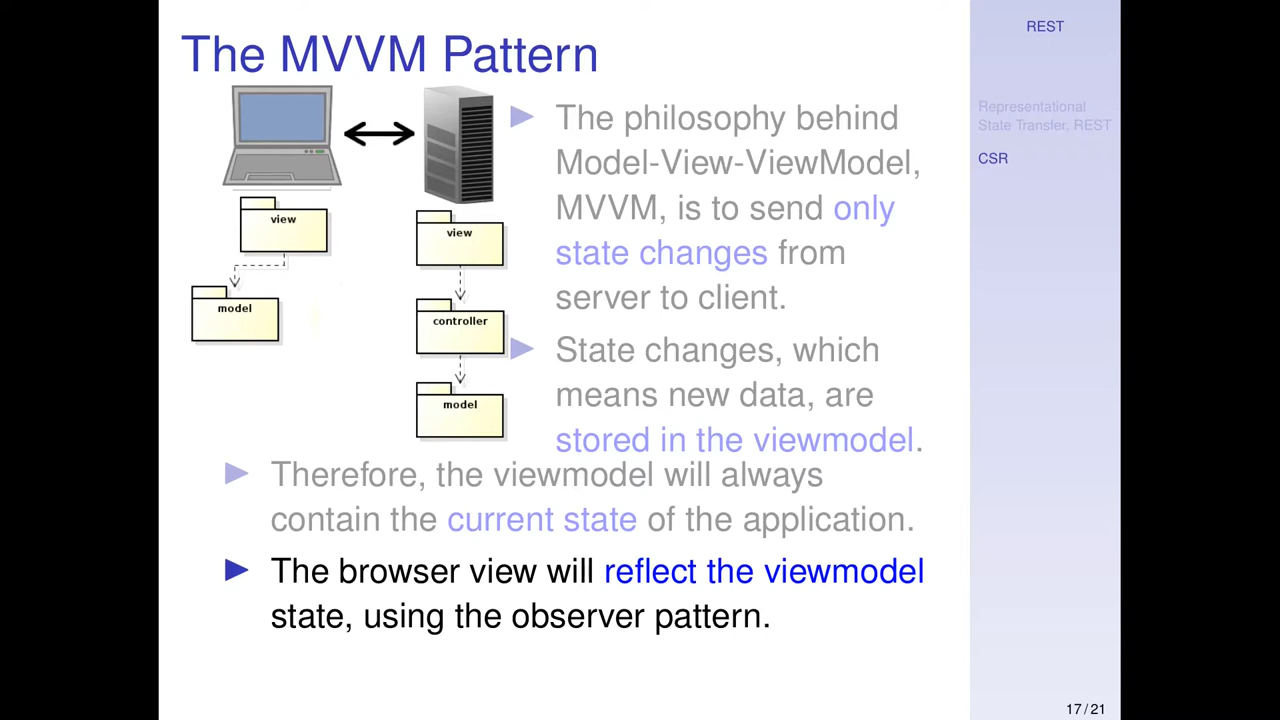 The MVVM Pattern
view
model
view
controller
model
The philosophy behind
Model-View-ViewModel,
MVVM, is to send only
state changes from
server to client.
State changes, which
means new data, are
stored in the viewmodel.
Therefore, the viewmodel will always
contain the current state of the application.
The browser view will reflect the viewmodel
state, using the observer pattern.
REST
Representational
State Transfer, REST
CSR
17 / 21